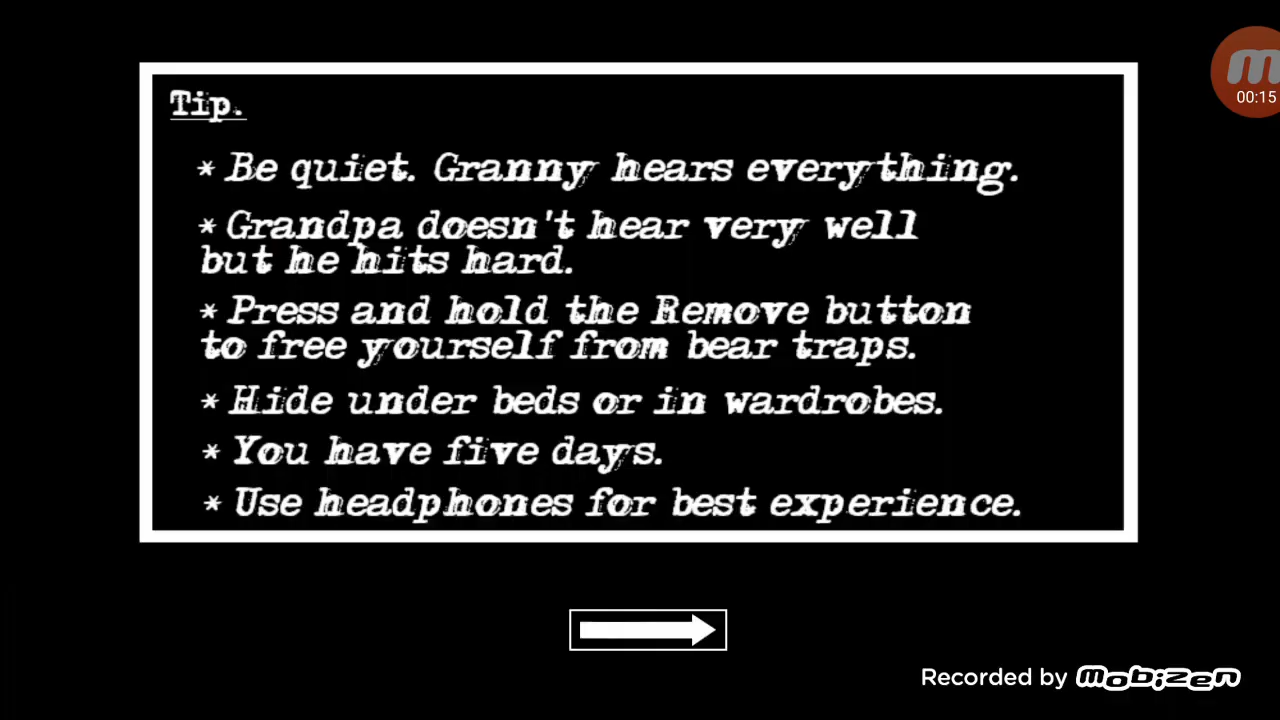 Tip.
* Be quiet. Granny hears everything.
* Grandpa doesn't hear very well
but he hits hard.
* Press and hold the Remove button
to free yourself from bear traps.
* Hide under beds or in wardrobes.
* You have five days.
* Use headphones for best experience.
00:15
Recorded by mobizen